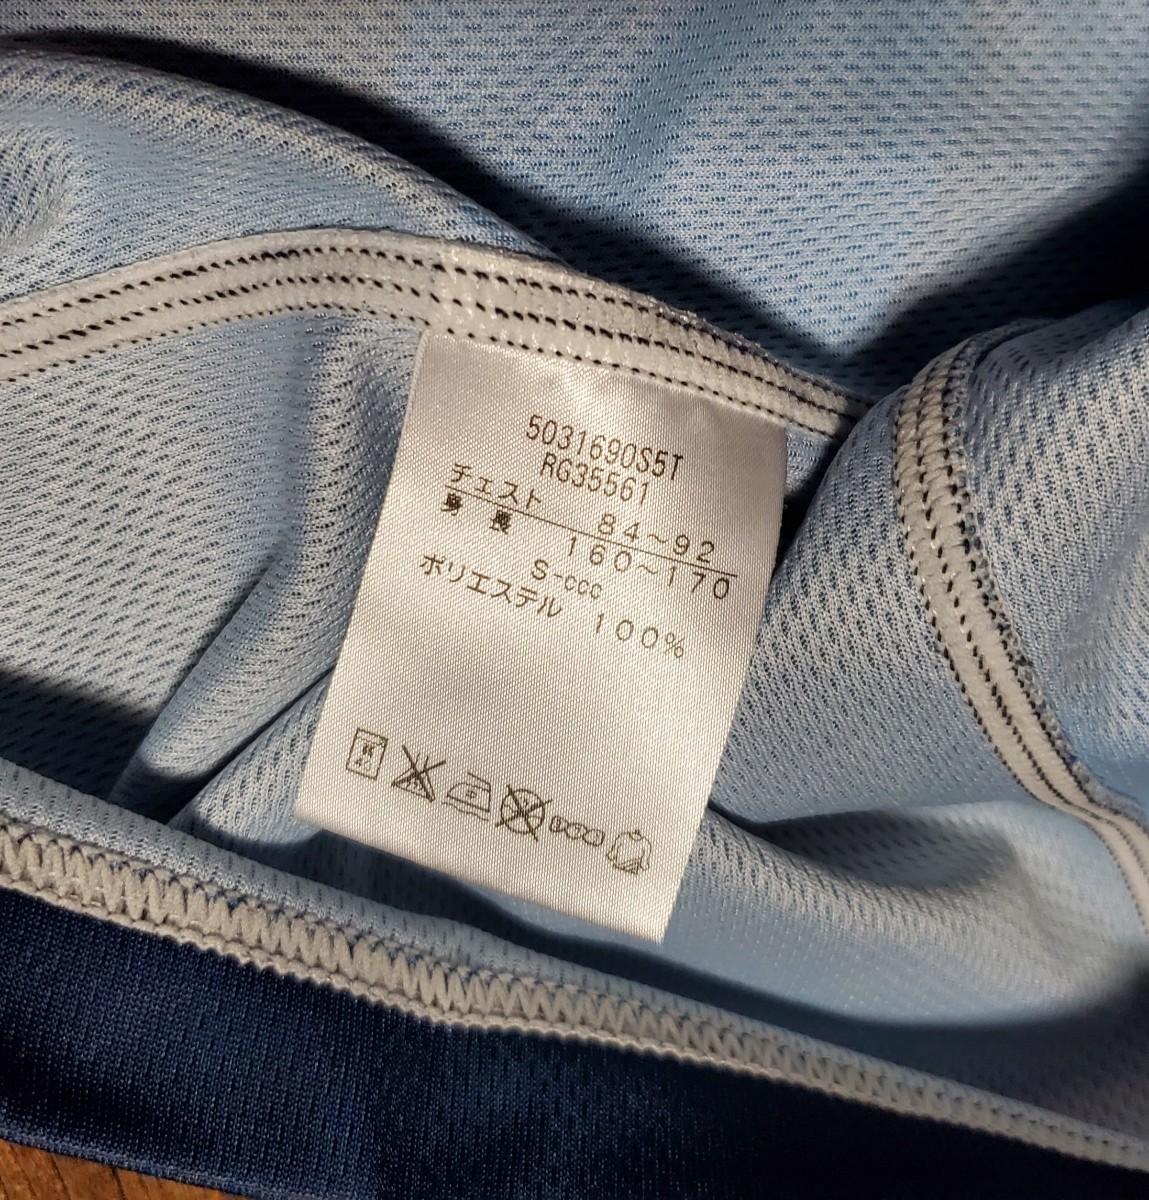 5031690S5T
RG35561
チェスト 84~92
身長 160~170
S-ccc
ポリエステル 100%